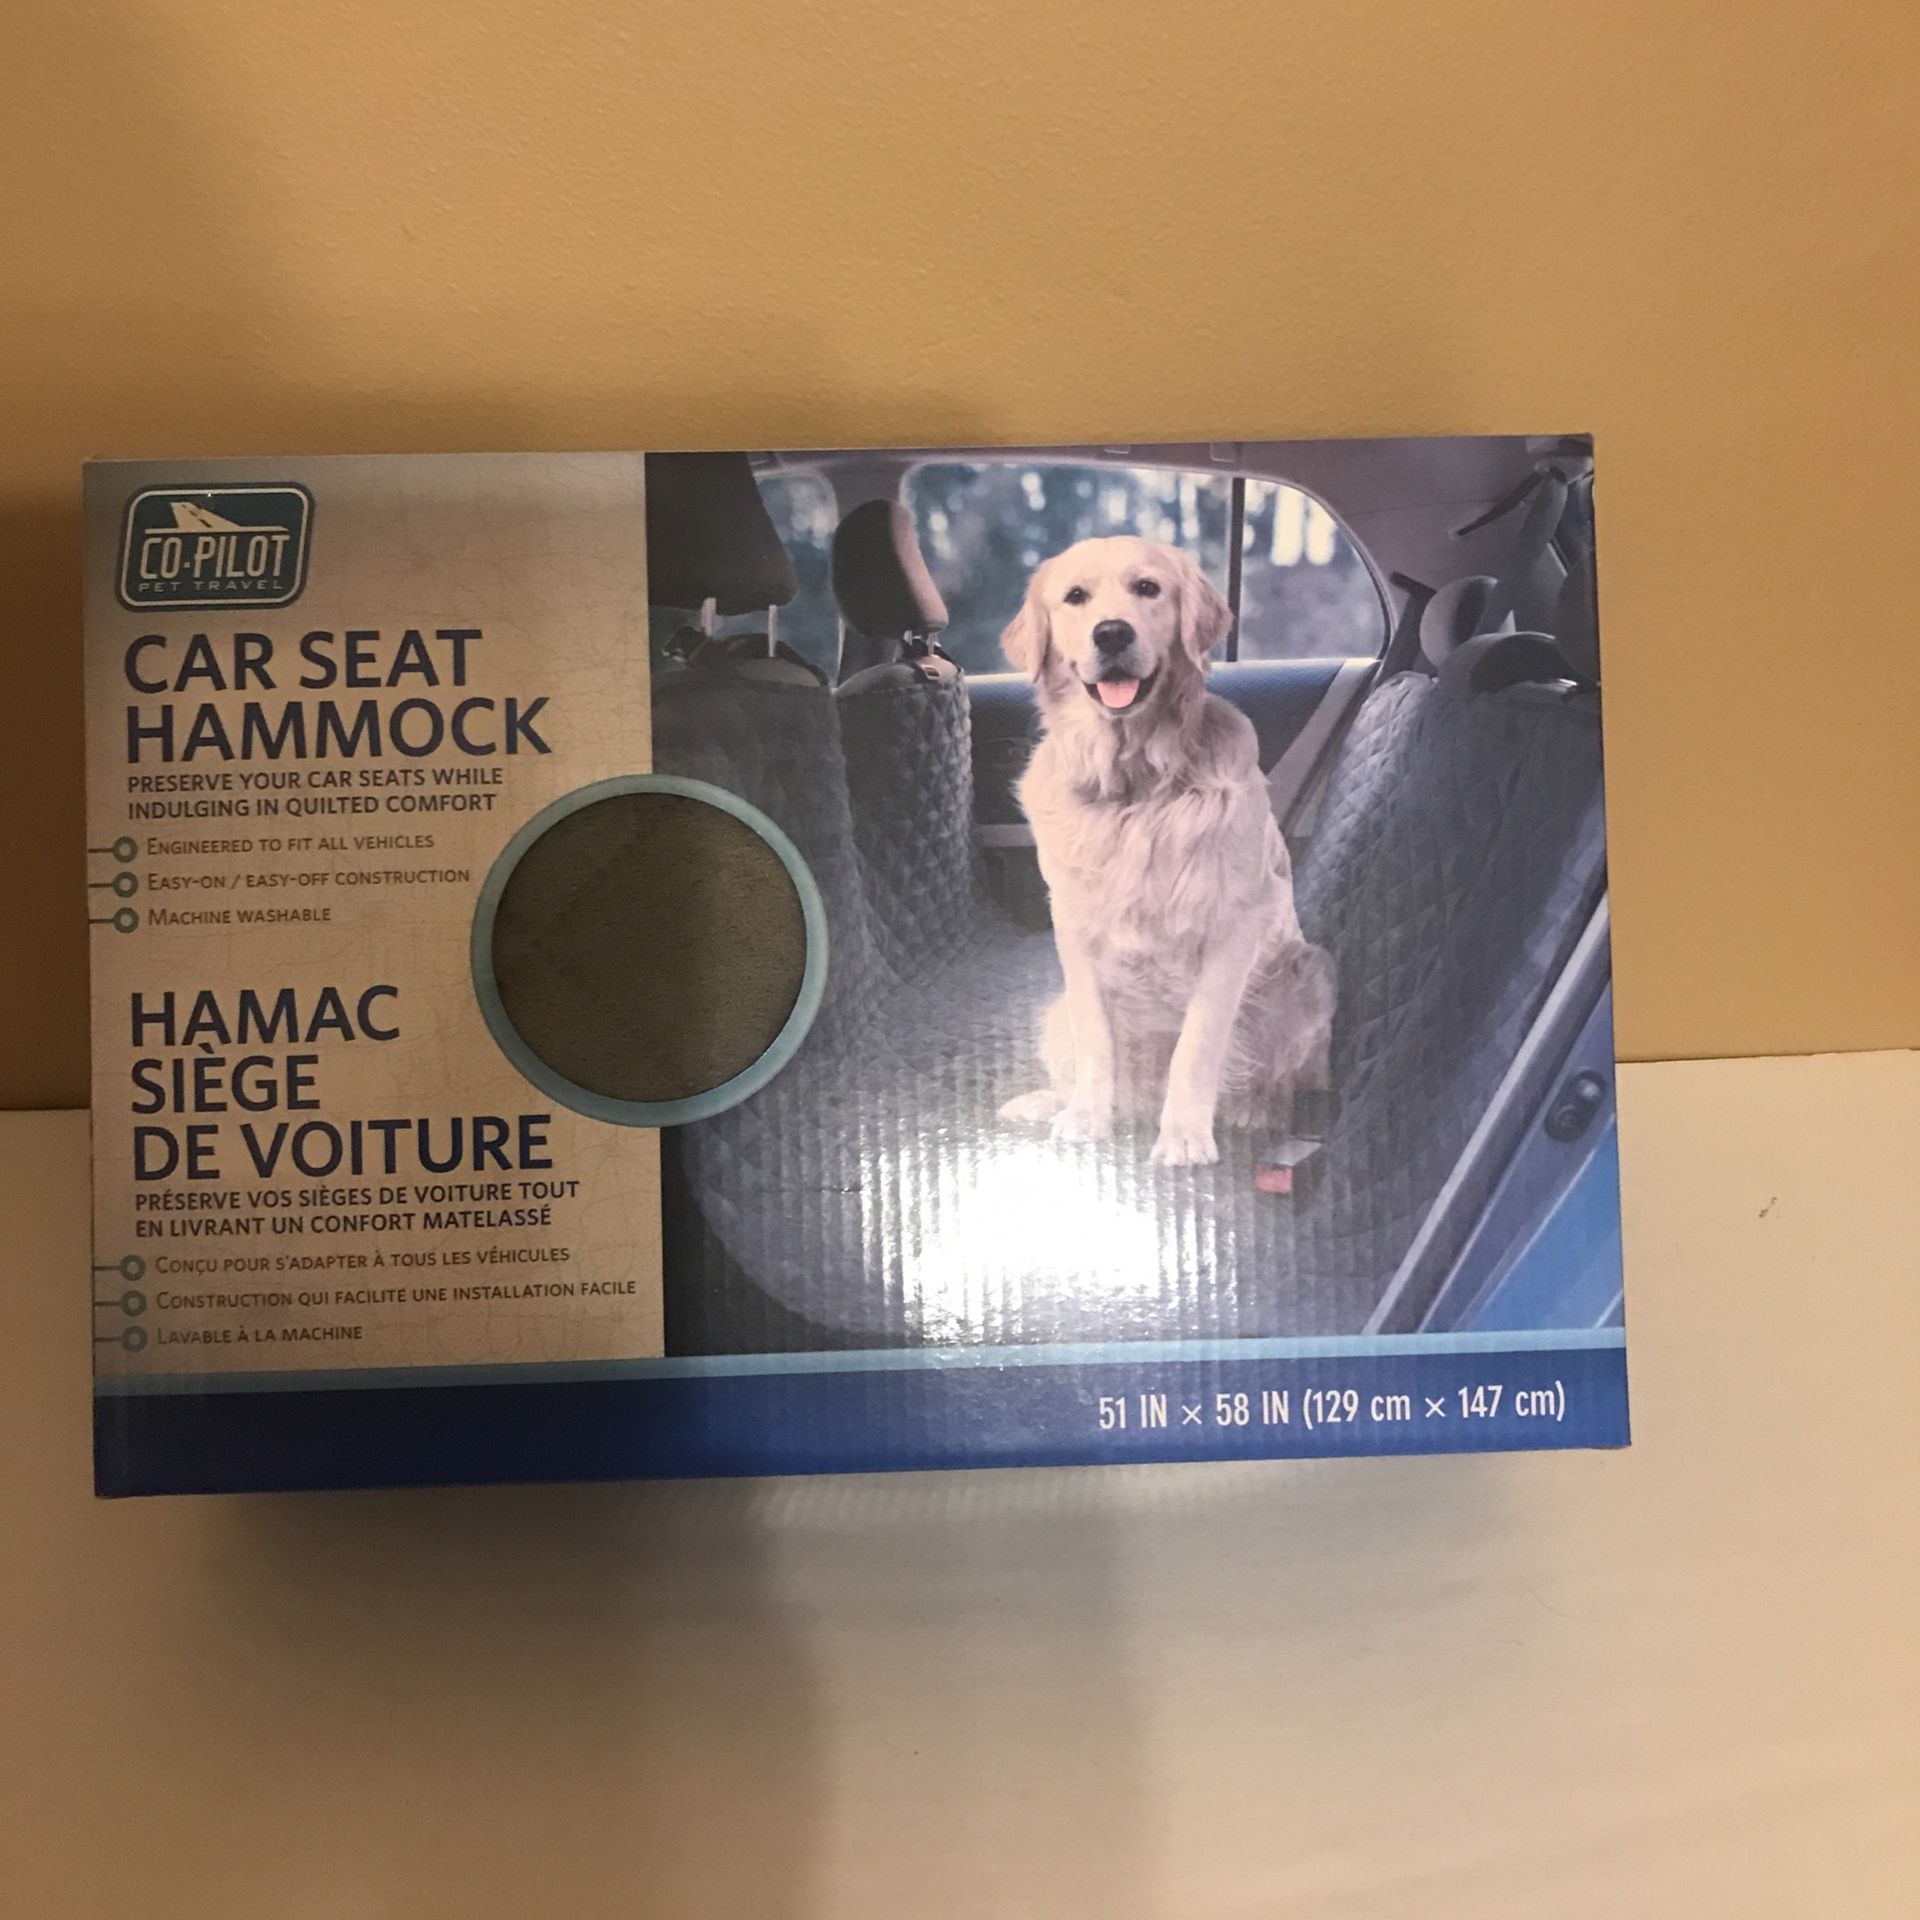 CO-PILOT
PET TRAVEL
CAR SEAT
HAMMOCK
PRESERVE YOUR CAR SEATS WHILE
INDULGING IN QUILTED COMFORT
ENGINEERED TO FIT ALL VEHICLES
EASY-ON / EASY-OFF CONSTRUCTION
MACHINE WASHABLE
HAMAC
SIÈGE
DE VOITURE
PRÉSERVE VOS SIÈGES DE VOITURE TOUT
EN LIVRANT UN CONFORT MATELASSÉ
CONÇU POUR S'ADAPTER À TOUS LES VÉHICULES
CONSTRUCTION QUI FACILITE UNE INSTALLATION FACILE
LAVABLE À LA MACHINE
51 IN × 58 IN (129 cm × 147 cm)